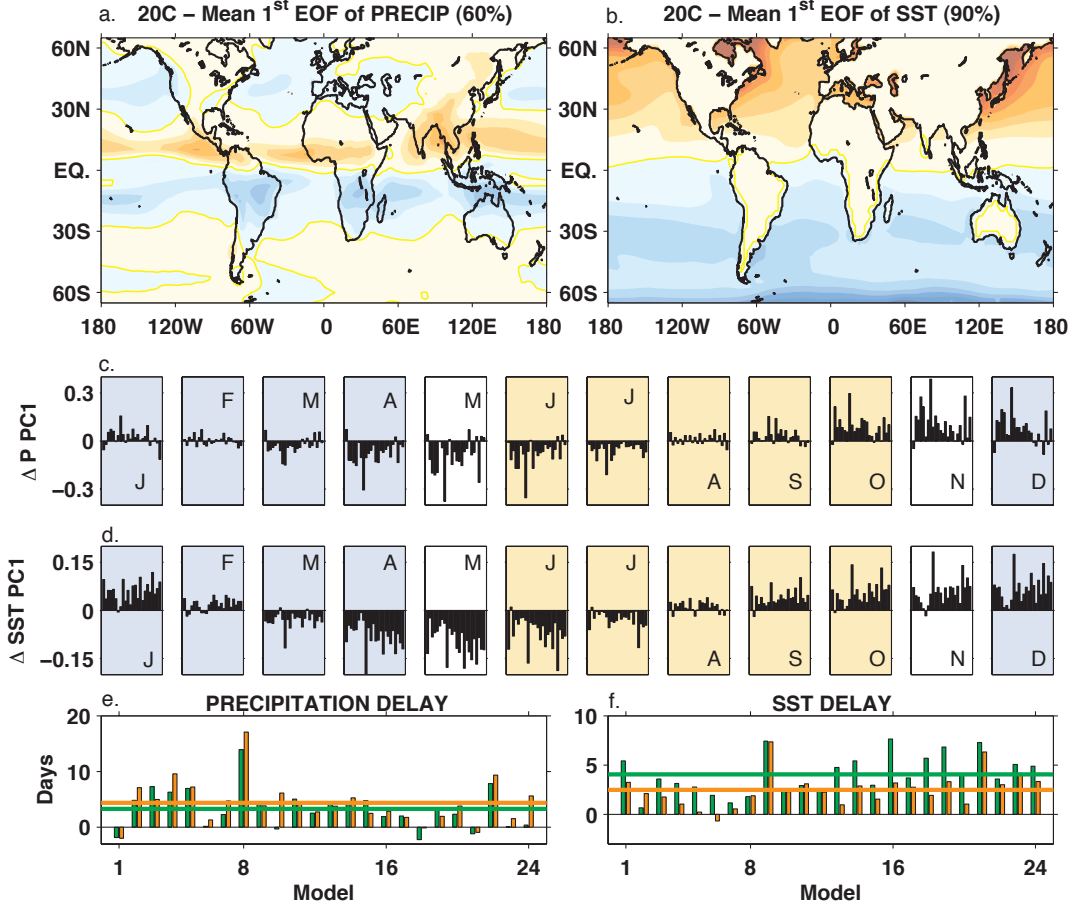 a. 20C – Mean 1st EOF of PRECIP (60%)
b. 20C – Mean 1st EOF of SST (90%)
60N 60N
30N 30N
EQ. EQ.
30S 30S
60S 60S
180 120W 60W 0 60E 120E 180
180 120W 60W 0 60E 120E 180
c.
Δ P PC1
0.3
0
−0.3
J F M A M J J A S O N D
d.
Δ SST PC1
0.15
0
−0.15
J F M A M J J A S O N D
e. PRECIPITATION DELAY
Days
20
10
0
1 8 16 24
Model
f. SST DELAY
10
5
0
1 8 16 24
Model